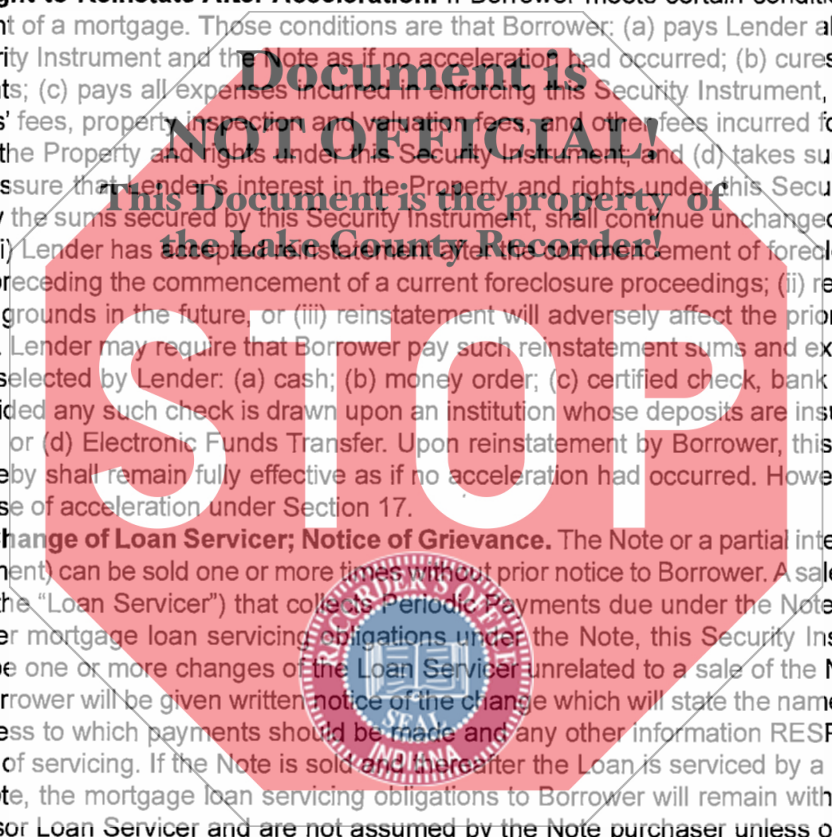 ght to Reinstate After Acceleration. If Borrower meets certain conditi
nt of a mortgage. Those conditions are that Borrower: (a) pays Lender al
rity Instrument and the Note as if no acceleration had occurred; (b) cures
Document is
ts; (c) pays all expenses incurred in enforcing this Security Instrument,
s' fees, property inspection and valuation fees, and other fees incurred fo
NOT OFFICIAL!
the Property and rights under this Security Instrument; and (d) takes su
ssure that Lender's interest in the Property and rights under this Secu
This Document is the property of
y the sums secured by this Security Instrument, shall continue unchanged
the Lake County Recorder!
i) Lender has accepted reinstatement after the commencement of forecl
preceding the commencement of a current foreclosure proceedings; (ii) re
grounds in the future, or (iii) reinstatement will adversely affect the prior
. Lender may require that Borrower pay such reinstatement sums and ex
STOP
selected by Lender: (a) cash; (b) money order; (c) certified check, bank
ided any such check is drawn upon an institution whose deposits are ins
or (d) Electronic Funds Transfer. Upon reinstatement by Borrower, this
eby shall remain fully effective as if no acceleration had occurred. Howe
se of acceleration under Section 17.
hange of Loan Servicer; Notice of Grievance. The Note or a partial inte
nent) can be sold one or more times without prior notice to Borrower. A sal
the “Loan Servicer”) that collects Periodic Payments due under the Note
RECORDER'S OFFICE
er mortgage loan servicing obligations under the Note, this Security Ins
be one or more changes of the Loan Servicer unrelated to a sale of the N
rrower will be given written notice of the change which will state the name
SEAL
ess to which payments should be made and any other information RESP
INDIANA
of servicing. If the Note is sold and thereafter the Loan is serviced by a
te, the mortgage loan servicing obligations to Borrower will remain with
sor Loan Servicer and are not assumed by the Note purchaser unless o